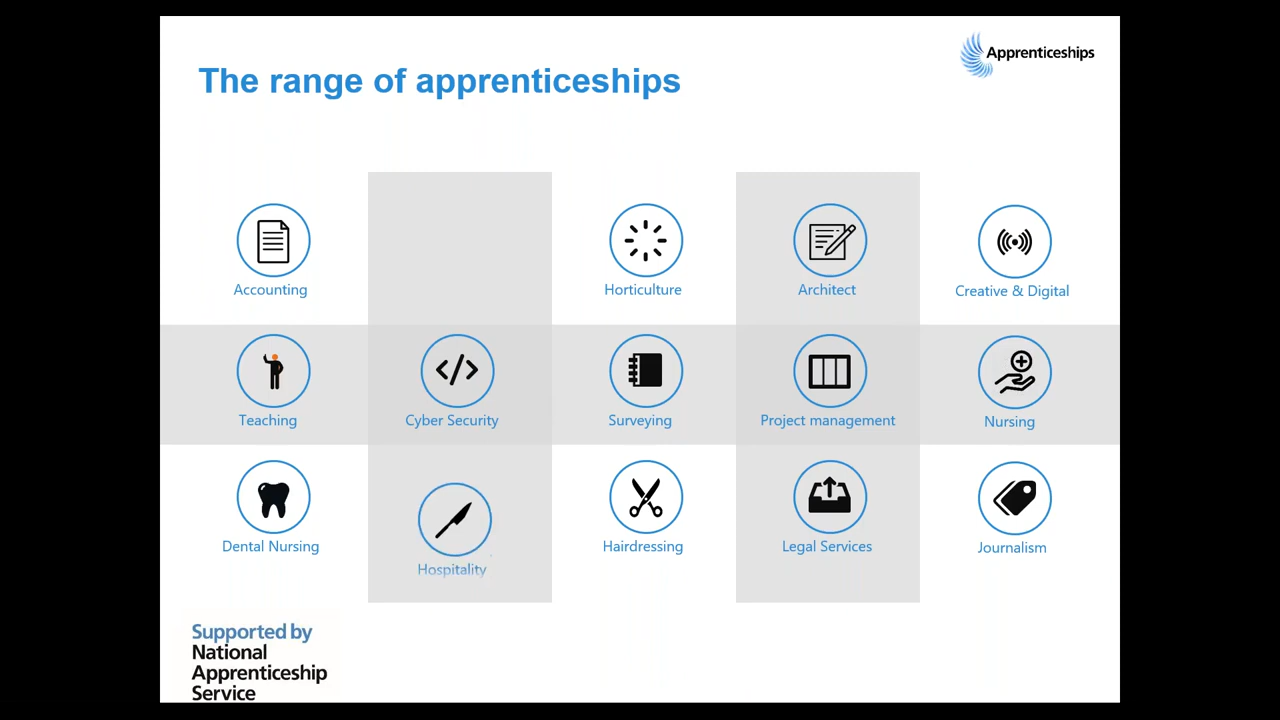 Apprenticeships
The range of apprenticeships
Accounting
Horticulture
Architect
Creative & Digital
Teaching
Cyber Security
Surveying
Project management
Nursing
Dental Nursing
Hospitality
Hairdressing
Legal Services
Journalism
Supported by
National
Apprenticeship
Service